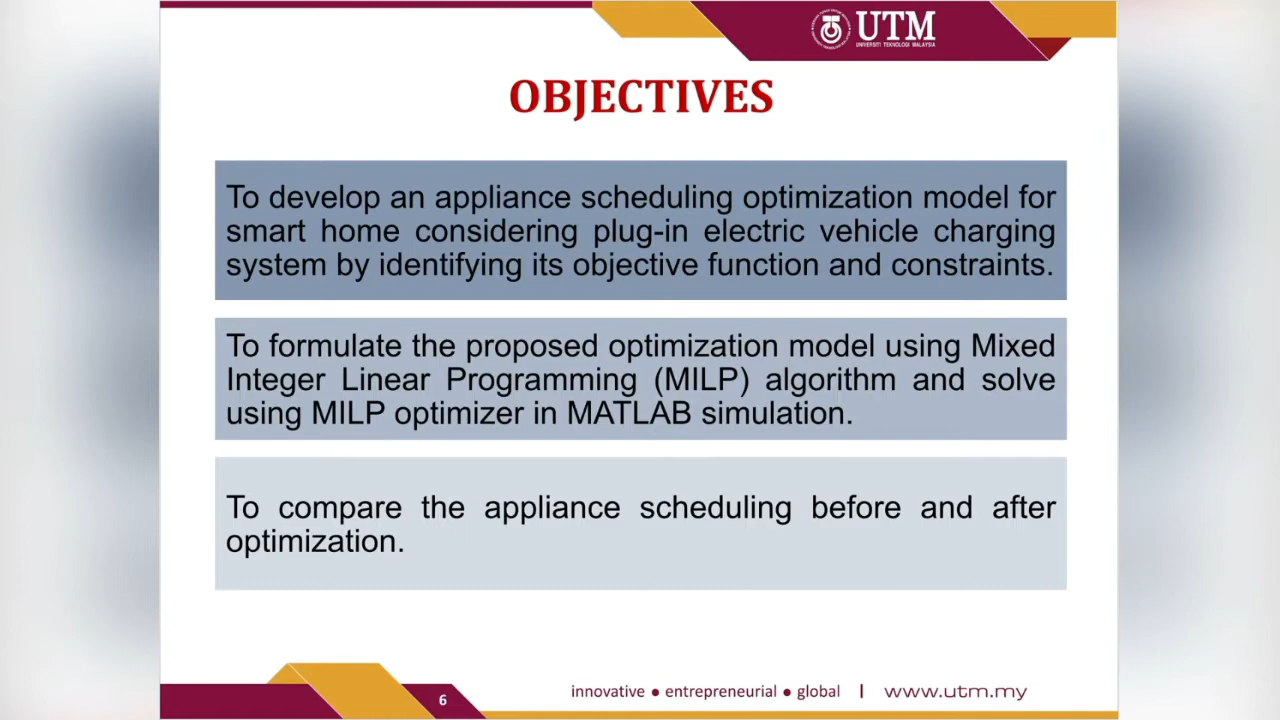 UTM
UNIVERSITI TEKNOLOGI MALAYSIA
OBJECTIVES
To develop an appliance scheduling optimization model for
smart home considering plug-in electric vehicle charging
system by identifying its objective function and constraints.
To formulate the proposed optimization model using Mixed
Integer Linear Programming (MILP) algorithm and solve
using MILP optimizer in MATLAB simulation.
To compare the appliance scheduling before and after
optimization.
6
innovative ● entrepreneurial ● global | www.utm.my